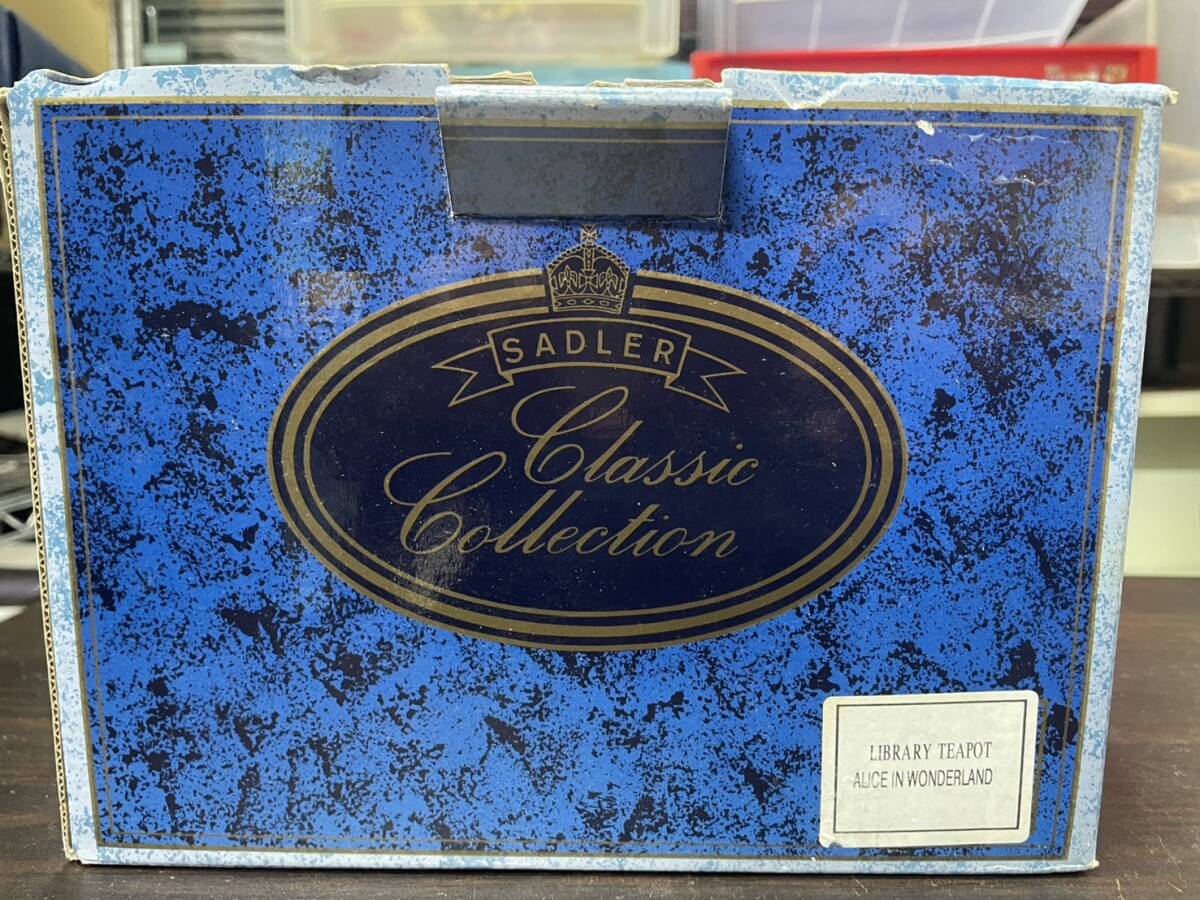 SADLER
Classic
Collection
LIBRARY TEAPOT
ALICE IN WONDERLAND